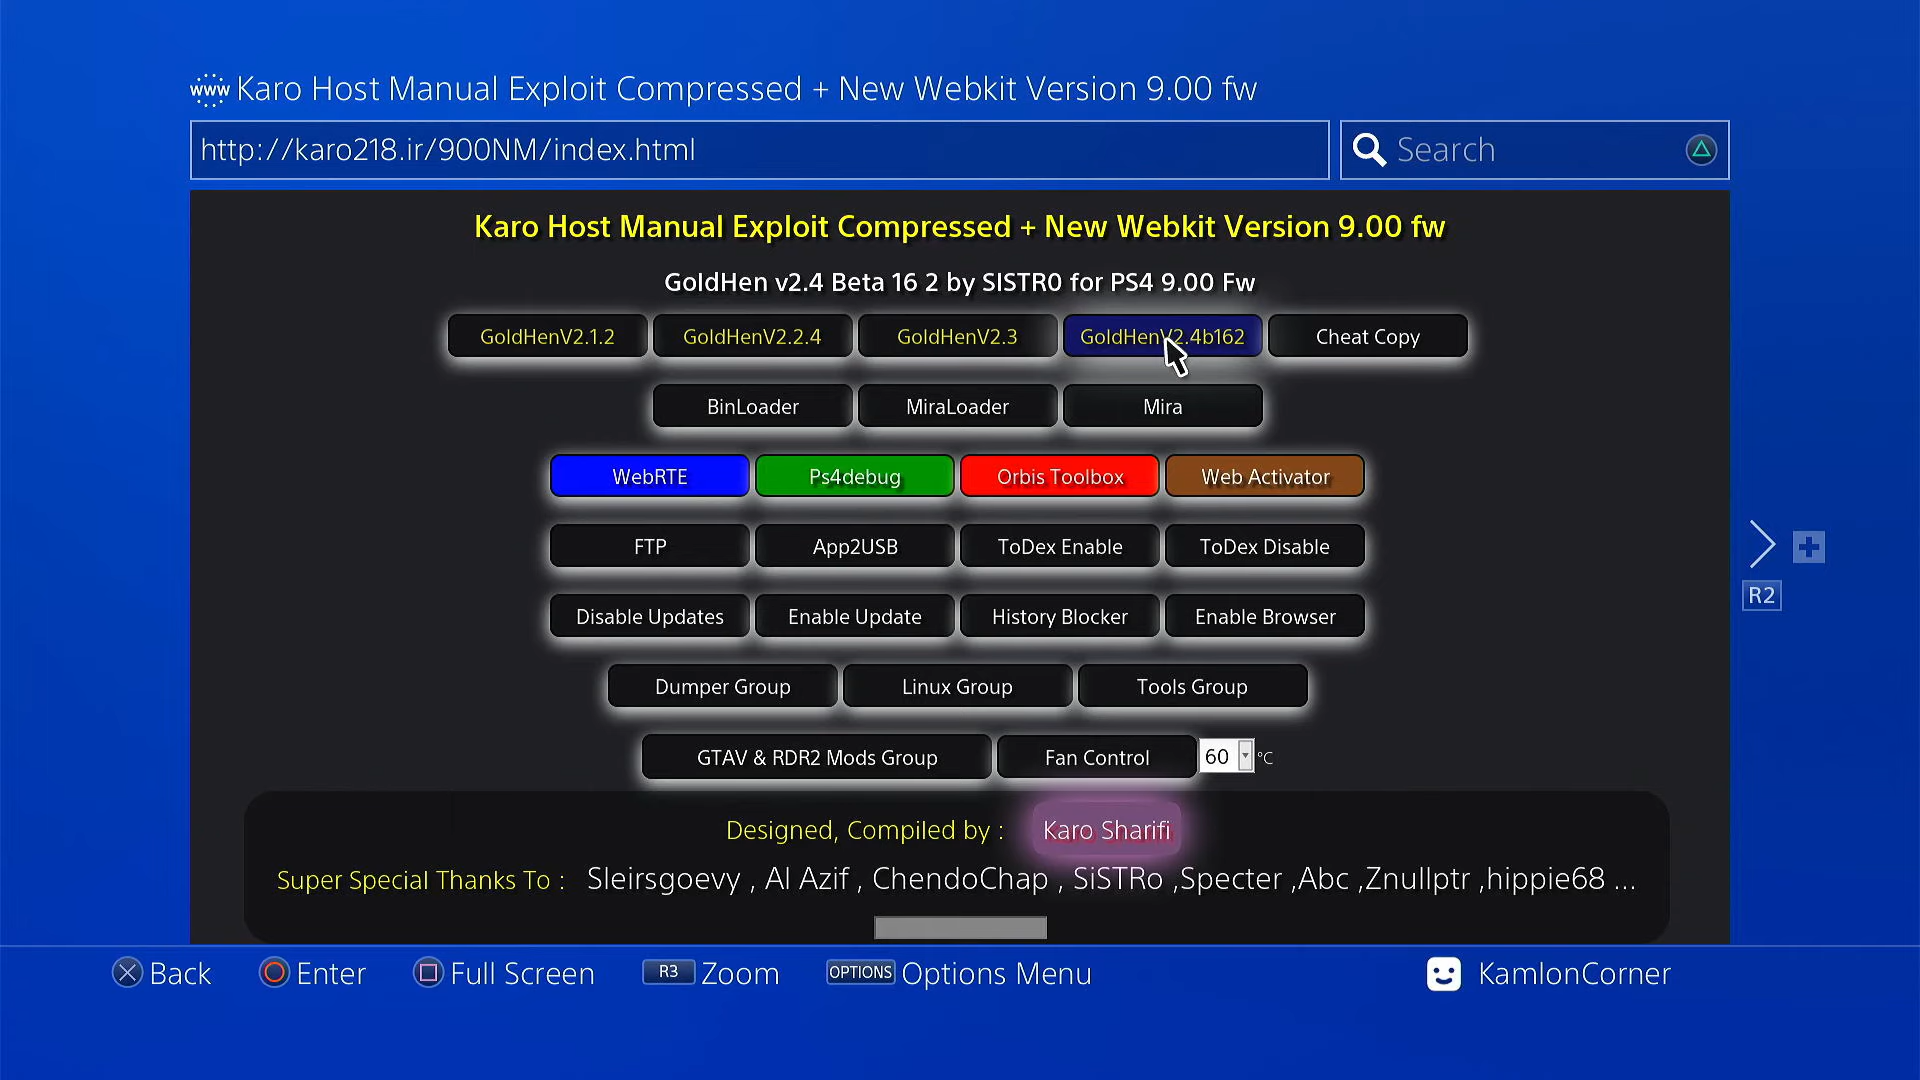 www Karo Host Manual Exploit Compressed + New Webkit Version 9.00 fw
http://karo218.ir/900NM/index.html Search
Karo Host Manual Exploit Compressed + New Webkit Version 9.00 fw
GoldHen v2.4 Beta 16 2 by SISTR0 for PS4 9.00 Fw
GoldHenV2.1.2 GoldHenV2.2.4 GoldHenV2.3 GoldHenV2.4b162 Cheat Copy
BinLoader MiraLoader Mira
WebRTE Ps4debug Orbis Toolbox Web Activator
FTP App2USB ToDex Enable ToDex Disable
R2
Disable Updates Enable Update History Blocker Enable Browser
Dumper Group Linux Group Tools Group
GTAV & RDR2 Mods Group Fan Control 60 °C
Designed, Compiled by : Karo Sharifi
Super Special Thanks To : Sleirsgoevy , Al Azif , ChendoChap , SiSTRo ,Specter ,Abc ,Znullptr ,hippie68 ...
Back Enter Full Screen R3 Zoom OPTIONS Options Menu KamlonCorner